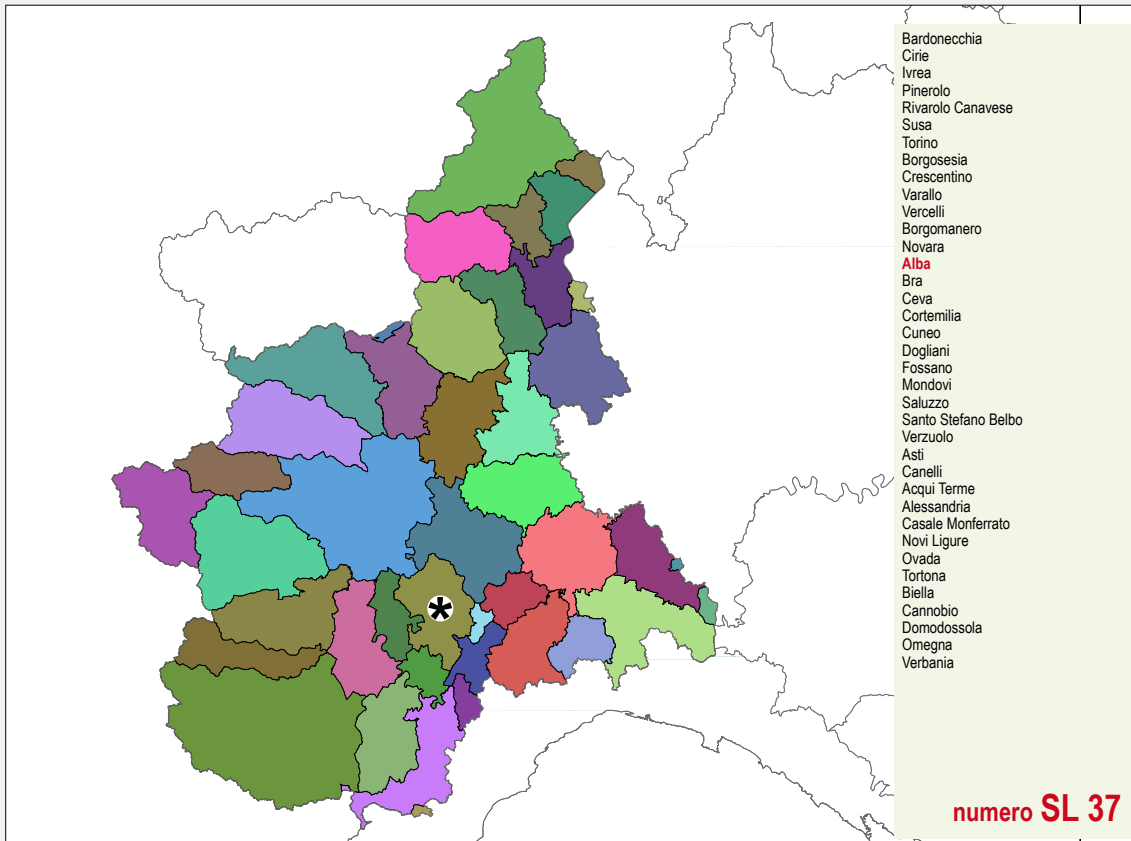 Bardonecchia
Cirie
Ivrea
Pinerolo
Rivarolo Canavese
Susa
Torino
Borgosesia
Crescentino
Varallo
Vercelli
Borgomanero
Novara
Alba
Bra
Ceva
Cortemilia
Cuneo
Dogliani
Fossano
Mondovi
Saluzzo
Santo Stefano Belbo
Verzuolo
Asti
Canelli
Acqui Terme
Alessandria
Casale Monferrato
Novi Ligure
Ovada
Tortona
Biella
Cannobio
Domodossola
Omegna
Verbania
numero SL 37